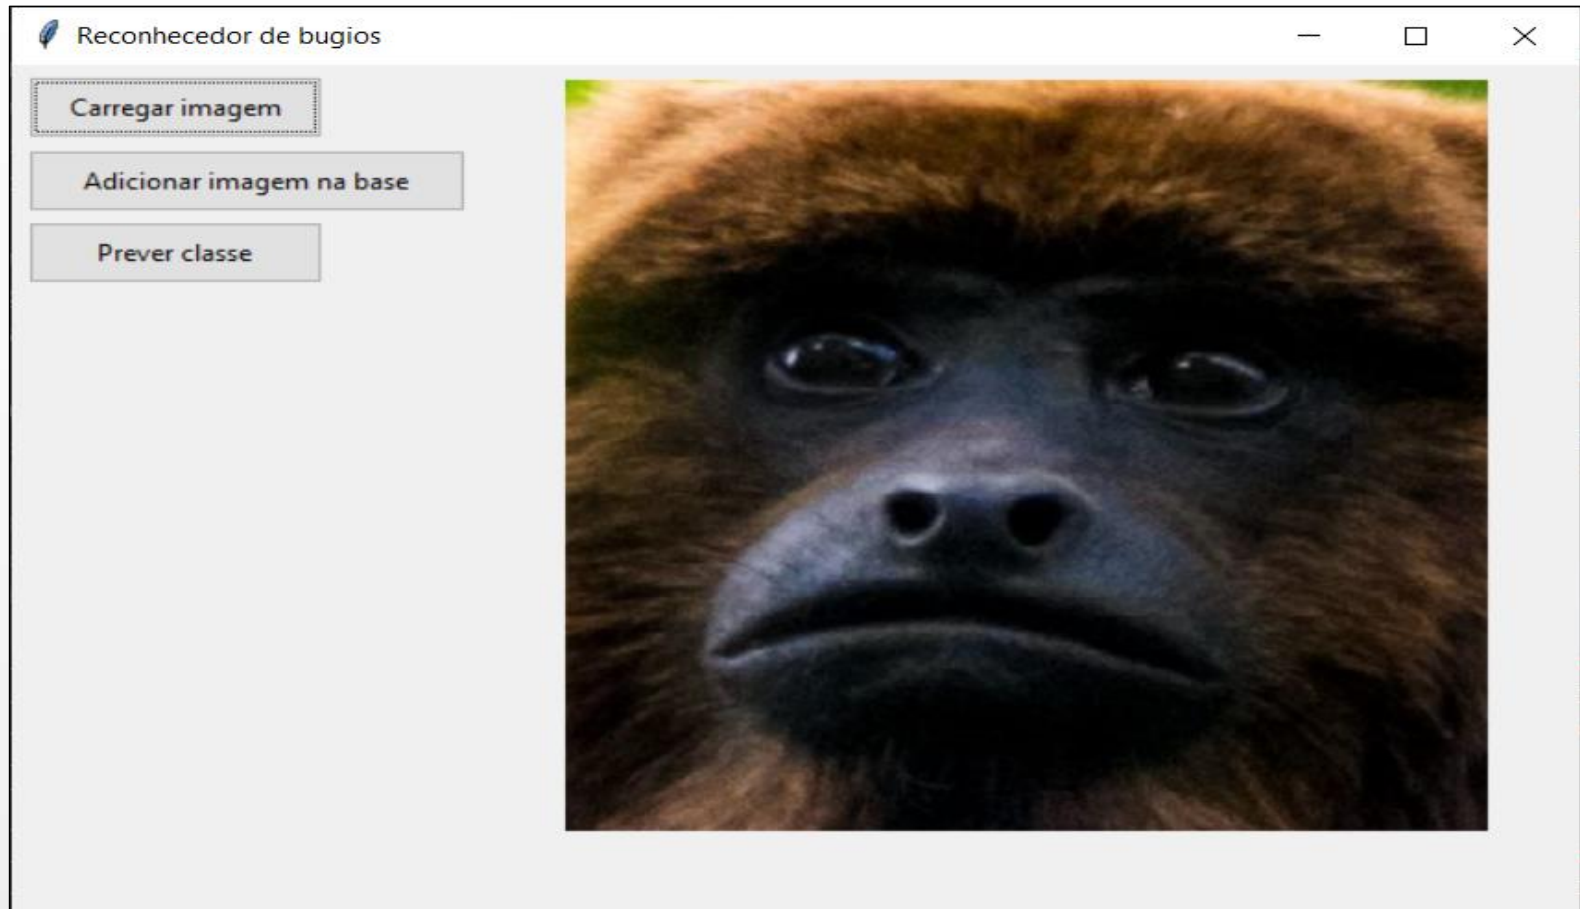 Reconhecedor de bugios
Carregar imagem
Adicionar imagem na base
Prever classe